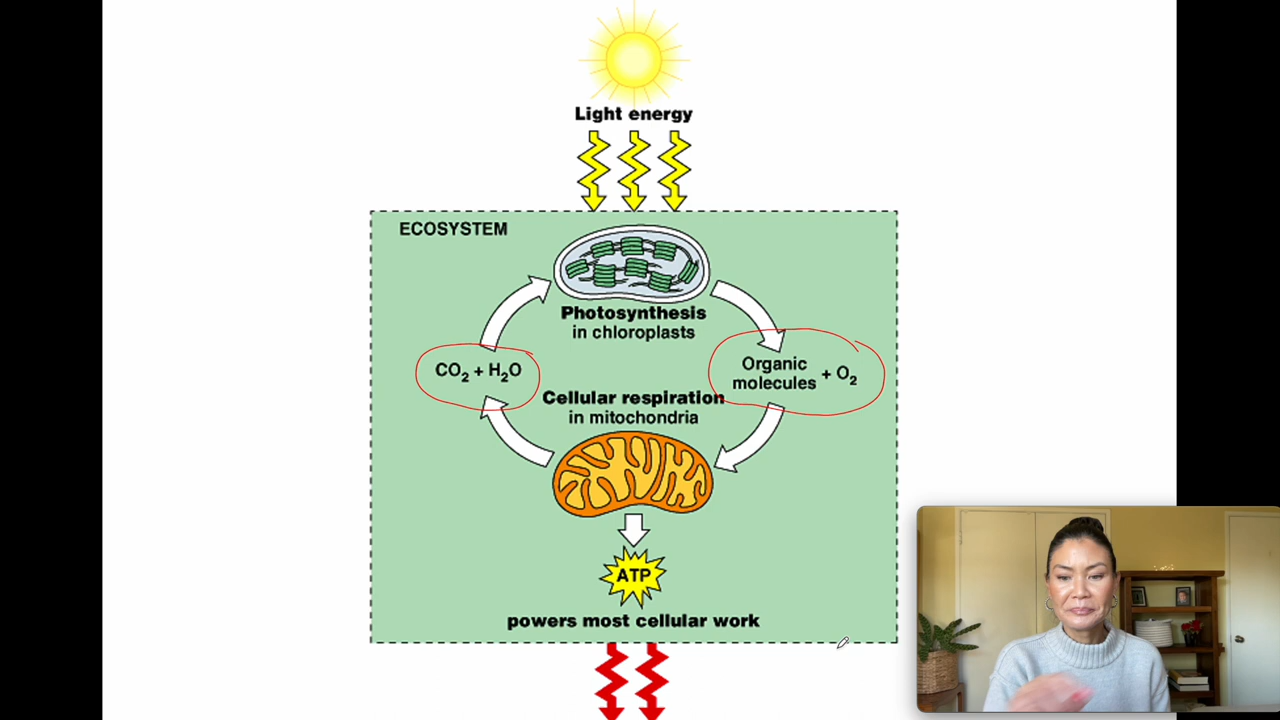 Light energy
ECOSYSTEM
Photosynthesis
in chloroplasts
CO₂ + H₂O
Organic
molecules + O₂
Cellular respiration
in mitochondria
ATP
powers most cellular work